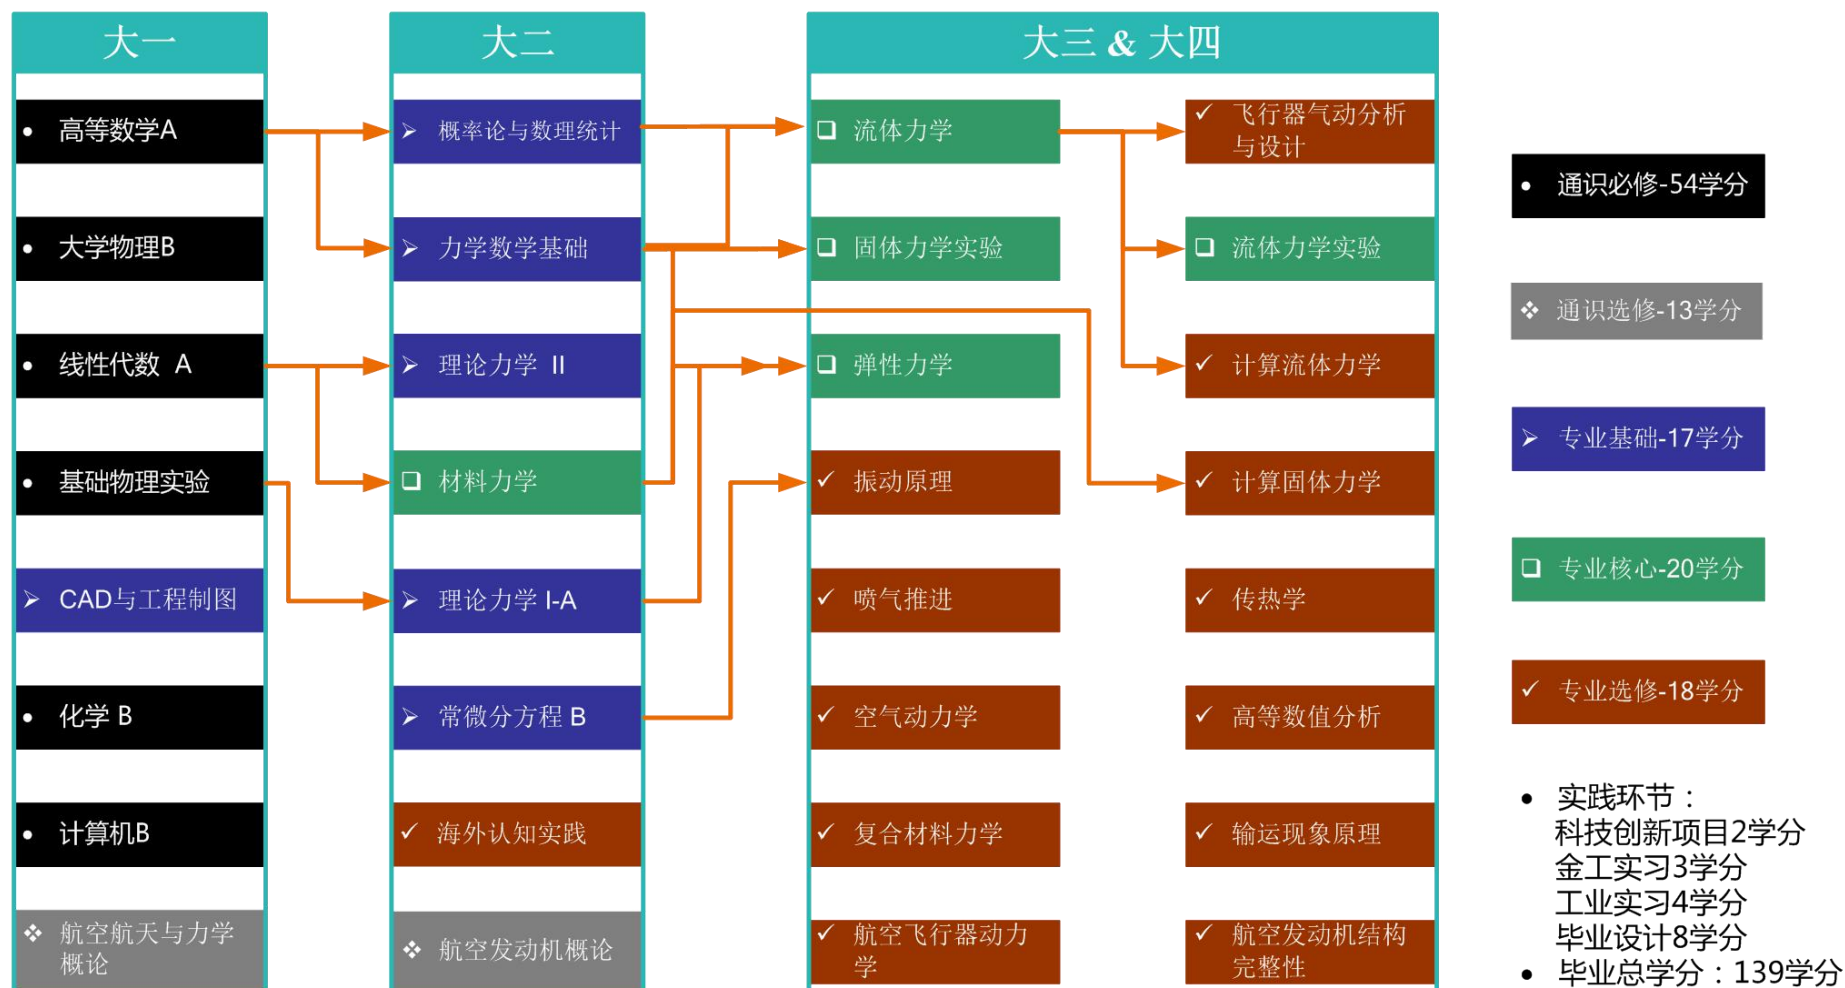 大一
高等数学A
大学物理B
线性代数 A
基础物理实验
CAD与工程制图
化学 B
计算机B
航空航天与力学
概论
大二
概率论与数理统计
力学数学基础
理论力学 II
材料力学
理论力学 I-A
常微分方程 B
海外认知实践
航空发动机概论
大三 & 大四
流体力学
固体力学实验
弹性力学
振动原理
喷气推进
空气动力学
复合材料力学
航空飞行器动力
学
飞行器气动分析
与设计
流体力学实验
计算流体力学
计算固体力学
传热学
高等数值分析
输运现象原理
航空发动机结构
完整性
通识必修-54学分
通识选修-13学分
专业基础-17学分
专业核心-20学分
专业选修-18学分
实践环节：
科技创新项目2学分
金工实习3学分
工业实习4学分
毕业设计8学分
毕业总学分：139学分